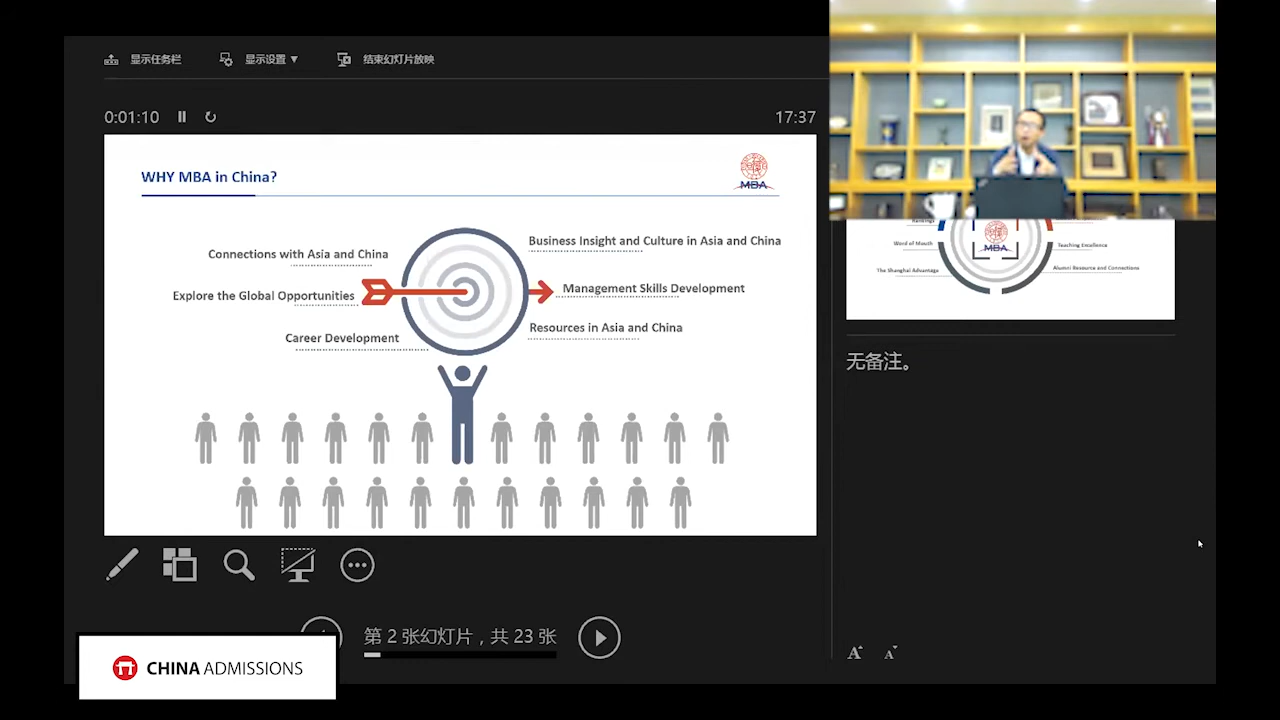 显示任务栏 显示设置 ▼ 结束幻灯片放映
0:01:10 17:37
WHY MBA in China?
MBA
Connections with Asia and China
Explore the Global Opportunities
Career Development
Business Insight and Culture in Asia and China
Management Skills Development
Resources in Asia and China
Rankings
Word of Mouth
The Shanghai Advantage
MBA
Teaching Excellence
Alumni Resource and Connections
无备注。
第 2 张幻灯片，共 23 张
A A
CHINA ADMISSIONS